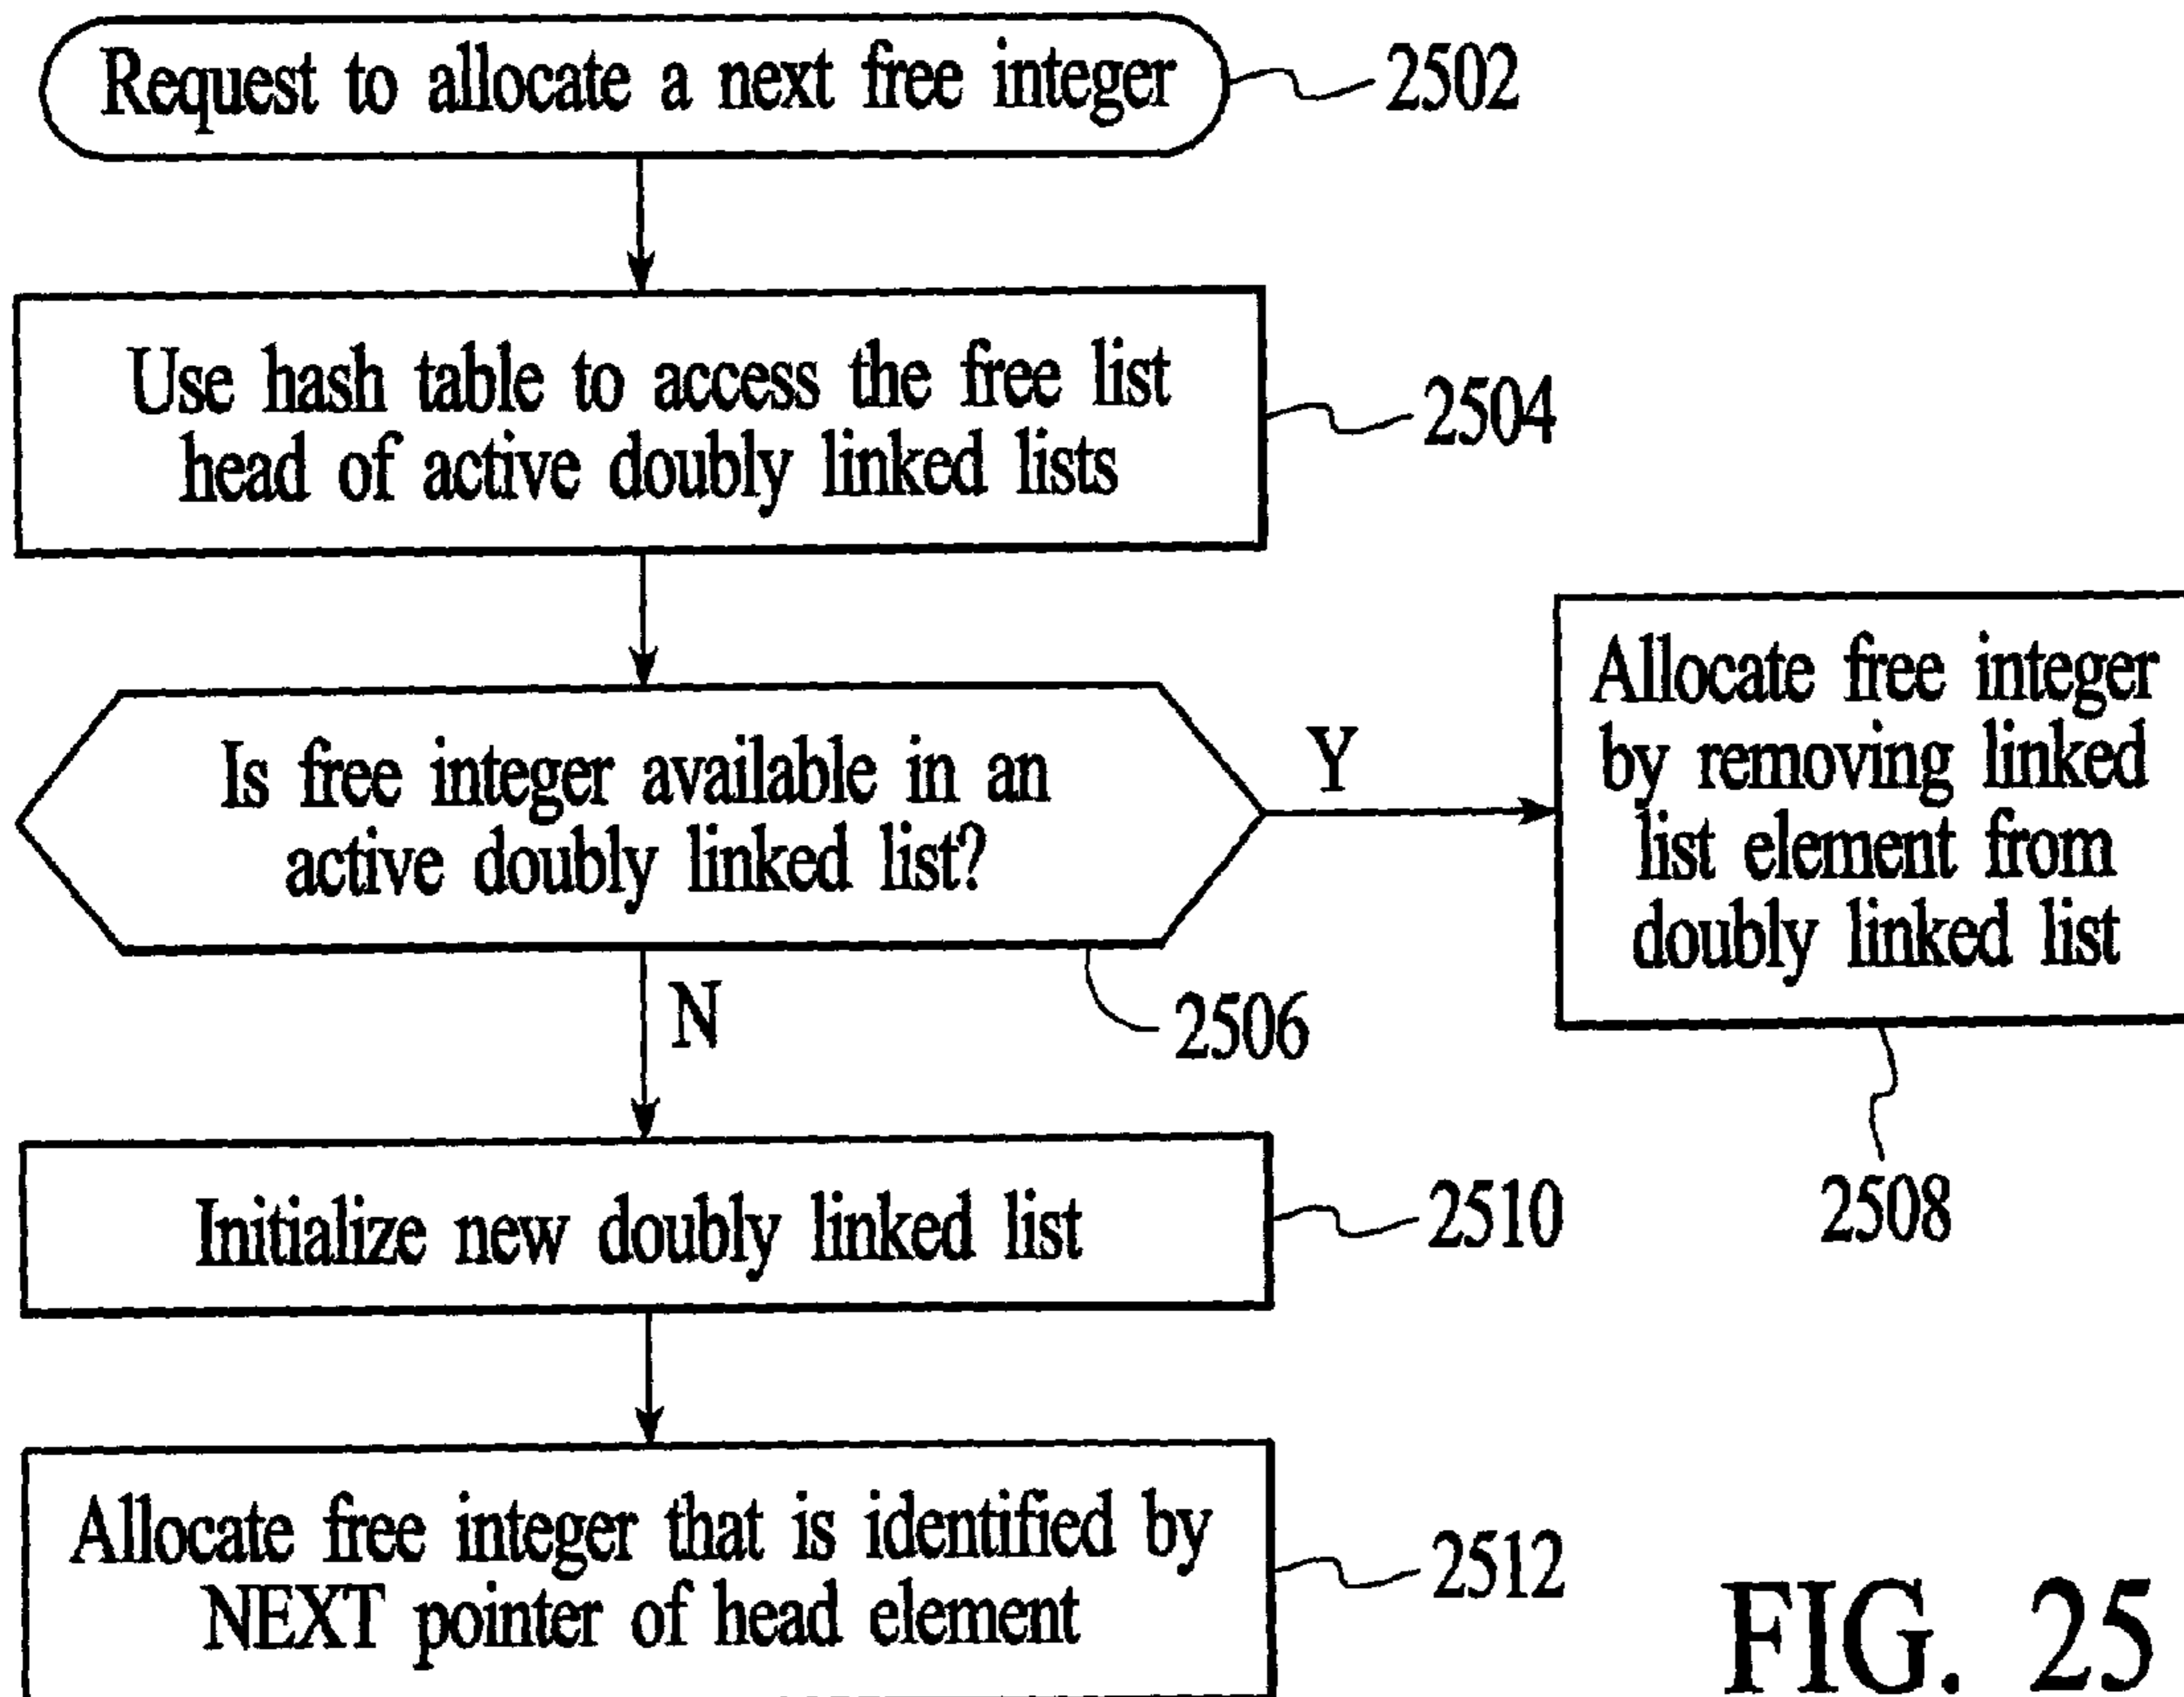 Request to allocate a next free integer
2502
Use hash table to access the free list
head of active doubly linked lists
2504
Is free integer available in an
active doubly linked list?
2506
Y
Allocate free integer
by removing linked
list element from
doubly linked list
2508
N
Initialize new doubly linked list
2510
Allocate free integer that is identified by
NEXT pointer of head element
2512
FIG. 25